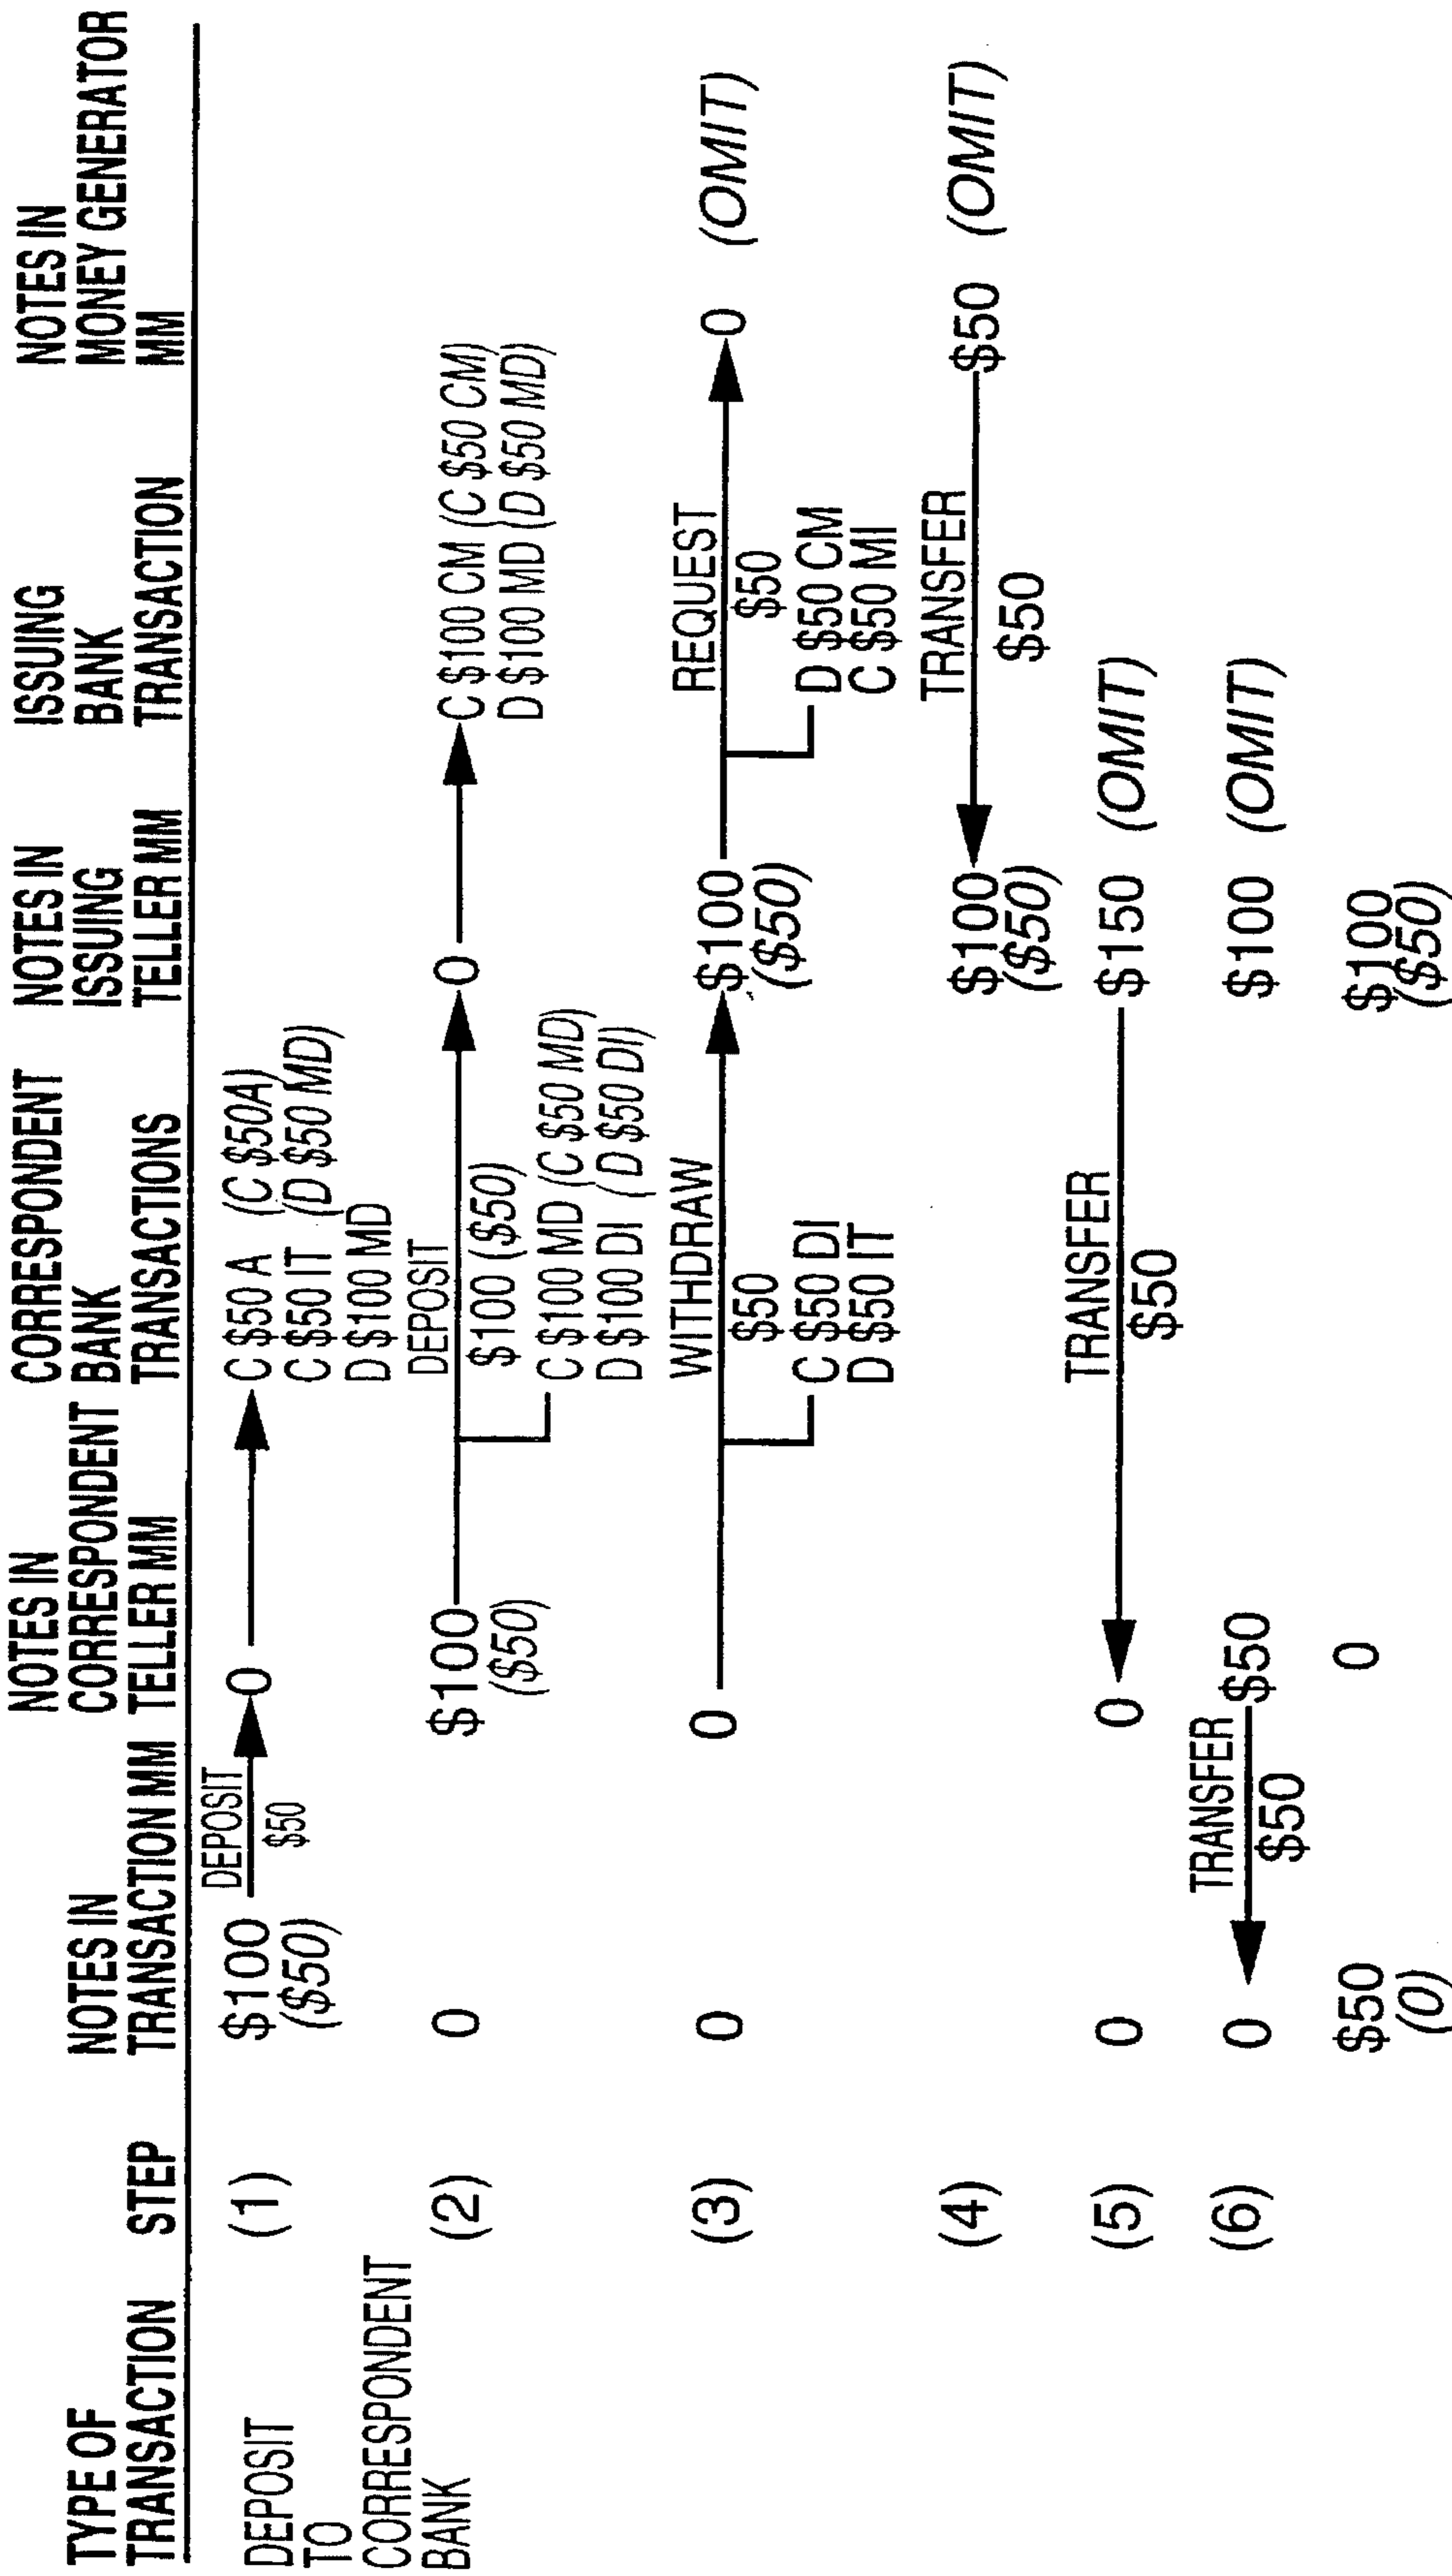 TYPE OF
TRANSACTION
STEP
NOTES IN
TRANSACTION MM
NOTES IN
CORRESPONDENT
TELLER MM
CORRESPONDENT
BANK
TRANSACTIONS
NOTES IN
ISSUING
TELLER MM
ISSUING
BANK
TRANSACTION
NOTES IN
MONEY GENERATOR
MM
DEPOSIT
TO
CORRESPONDENT
BANK
(1)
$100
($50)
DEPOSIT
$50
0
C $50 A (C $50A)
C $50 IT (D $50 MD)
D $100 MD
(2)
0
$100
($50)
DEPOSIT
$100 ($50)
C $100 MD (C $50 MD)
D $100 DI (D $50 DI)
0
C $100 CM (C $50 CM)
D $100 MD (D $50 MD)
(3)
0
0
WITHDRAW
$50
C $50 DI
D $50 IT
$100
($50)
REQUEST
$50
D $50 CM
C $50 MI
0 (OMIT)
(4)
$100
($50)
TRANSFER
$50
$50 (OMIT)
(5)
0
0
TRANSFER
$50
$150 (OMIT)
(6)
0
TRANSFER
$50
$50
$100 (OMIT)
$50
(0)
0
$100
($50)